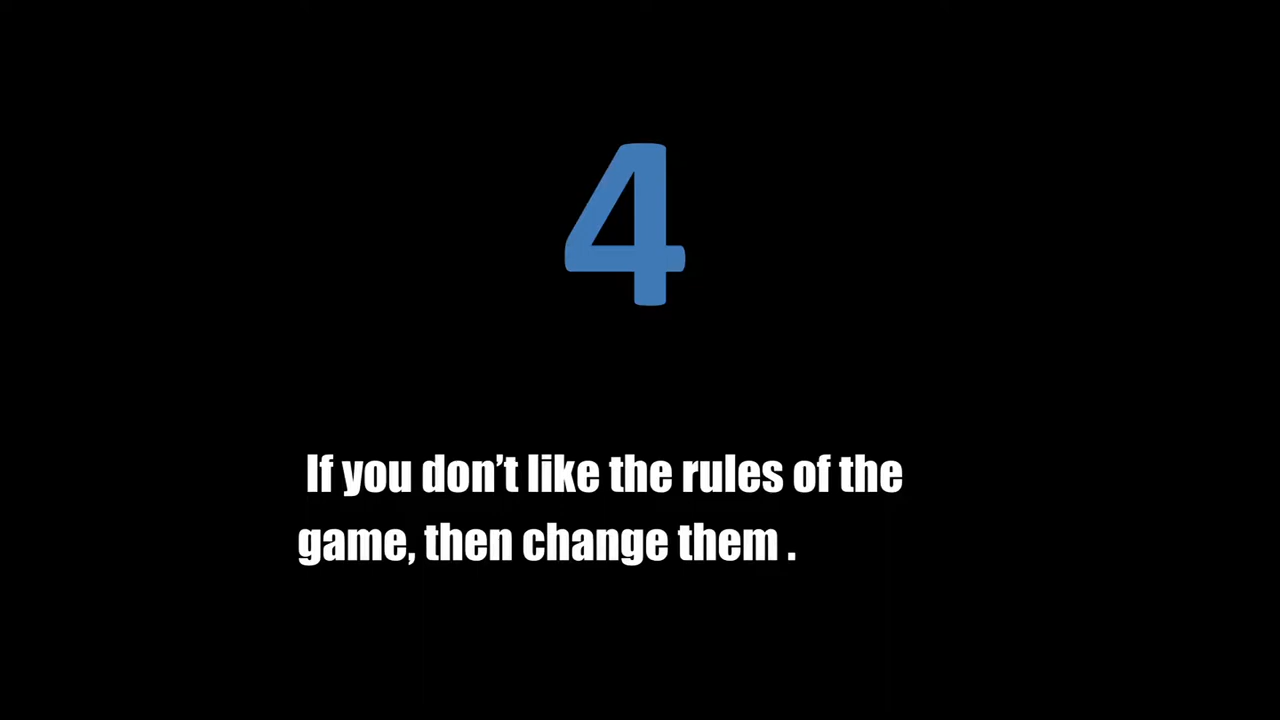 4
If you don’t like the rules of the
game, then change them .